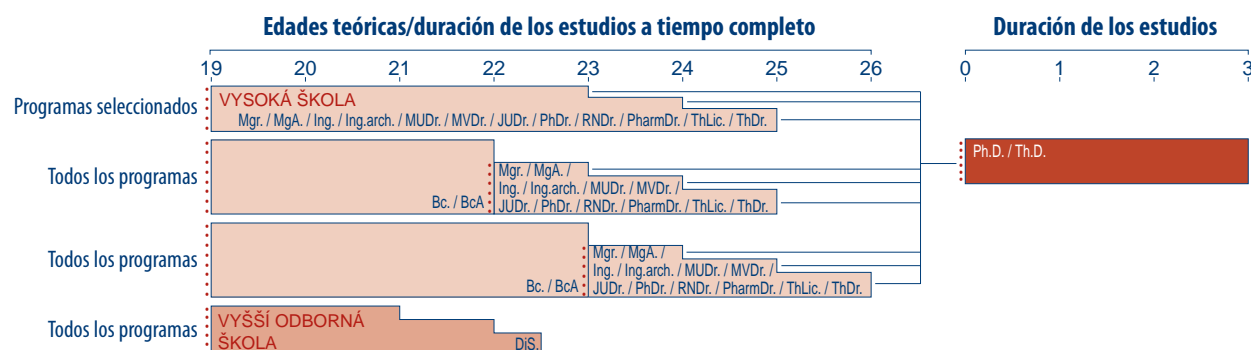 Edades teóricas/duración de los estudios a tiempo completo
Duración de los estudios
19 20 21 22 23 24 25 26
0 1 2 3
Programas seleccionados
VYSOKÁ ŠKOLA
Mgr. / MgA. / Ing. / Ing.arch. / MUDr. / MVDr. / JUDr. / PhDr. / RNDr. / PharmDr. / ThLic. / ThDr.
Ph.D. / Th.D.
Todos los programas
Bc. / BcA
Mgr. / MgA. /
Ing. / Ing.arch. / MUDr. / MVDr. /
JUDr. / PhDr. / RNDr. / PharmDr. / ThLic. / ThDr.
Todos los programas
Bc. / BcA
Mgr. / MgA. /
Ing. / Ing.arch. / MUDr. / MVDr. /
JUDr. / PhDr. / RNDr. / PharmDr. / ThLic. / ThDr.
Todos los programas
VYŠŠÍ ODBORNÁ
ŠKOLA
DiS.